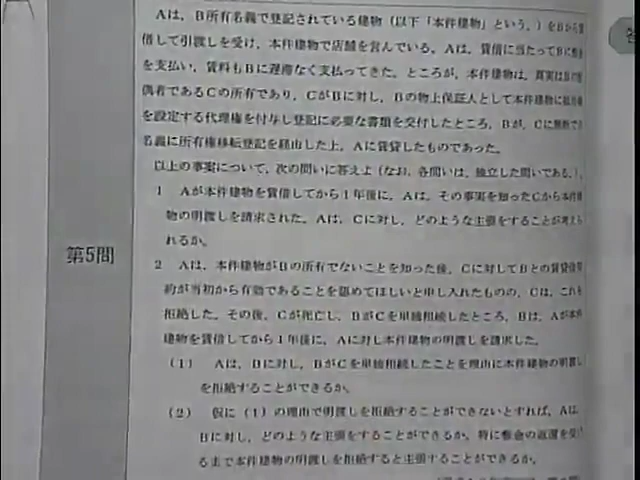 Aは、B所有名義で登記されている建物(以下「本件建物」という。)をBから賃
借して引渡しを受け、本件建物で店舗を営んでいる。Aは、賃借に当たってBに敷金
を支払い、賃料もBに遅滞なく支払ってきた。ところが、本件建物は、真実はBの配
偶者であるCの所有であり、CがBに対し、Bの物上保証人として本件建物に抵当権
を設定する代理権を付与し登記に必要な書類を交付したところ、Bが、Cに無断でB
名義に所有権移転登記を経由した上、Aに賃貸したものであった。
以上の事案について、次の問いに答えよ(なお、各問いは、独立した問いである。)。
1 Aが本件建物を賃借してから1年後に、Aは、その事実を知ったCから本件建
物の明渡しを請求された。Aは、Cに対し、どのような主張をすることが考えら
れるか。
第5問
2 Aは、本件建物がBの所有でないことを知った後、Cに対してBとの賃貸借契
約が当初から有効であることを認めてほしいと申し入れたものの、Cは、これを
拒絶した。その後、Cが死亡し、BがCを単独相続したところ、Bは、Aが本件
建物を賃借してから1年後に、Aに対し本件建物の明渡しを請求した。
(1) Aは、Bに対し、BがCを単独相続したことを理由に本件建物の明渡し
を拒絶することができるか。
(2) 仮に(1)の理由で明渡しを拒絶することができないとすれば、Aは、
Bに対し、どのような主張をすることができるか。特に敷金の返還を受け
るまで本件建物の明渡しを拒絶すると主張することができるか。